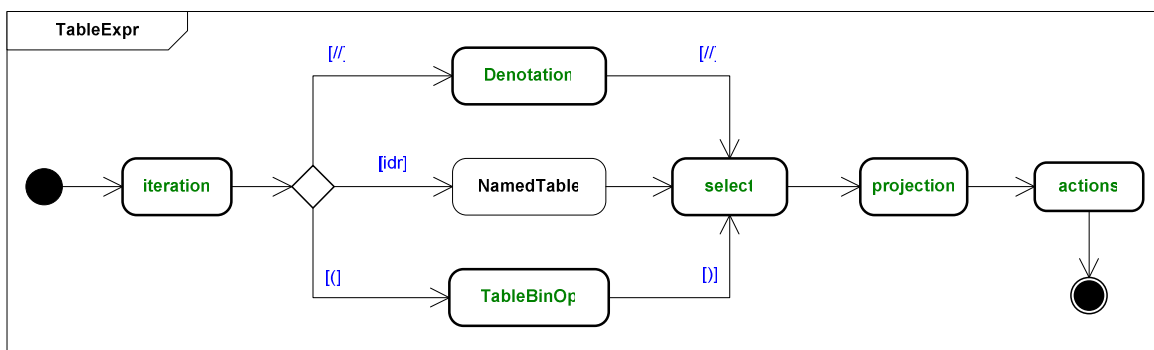 TableExpr
[//]
Denotation
[//]
iteration
[idr]
NamedTable
select
projection
actions
[(]
TableBinOp
[)]